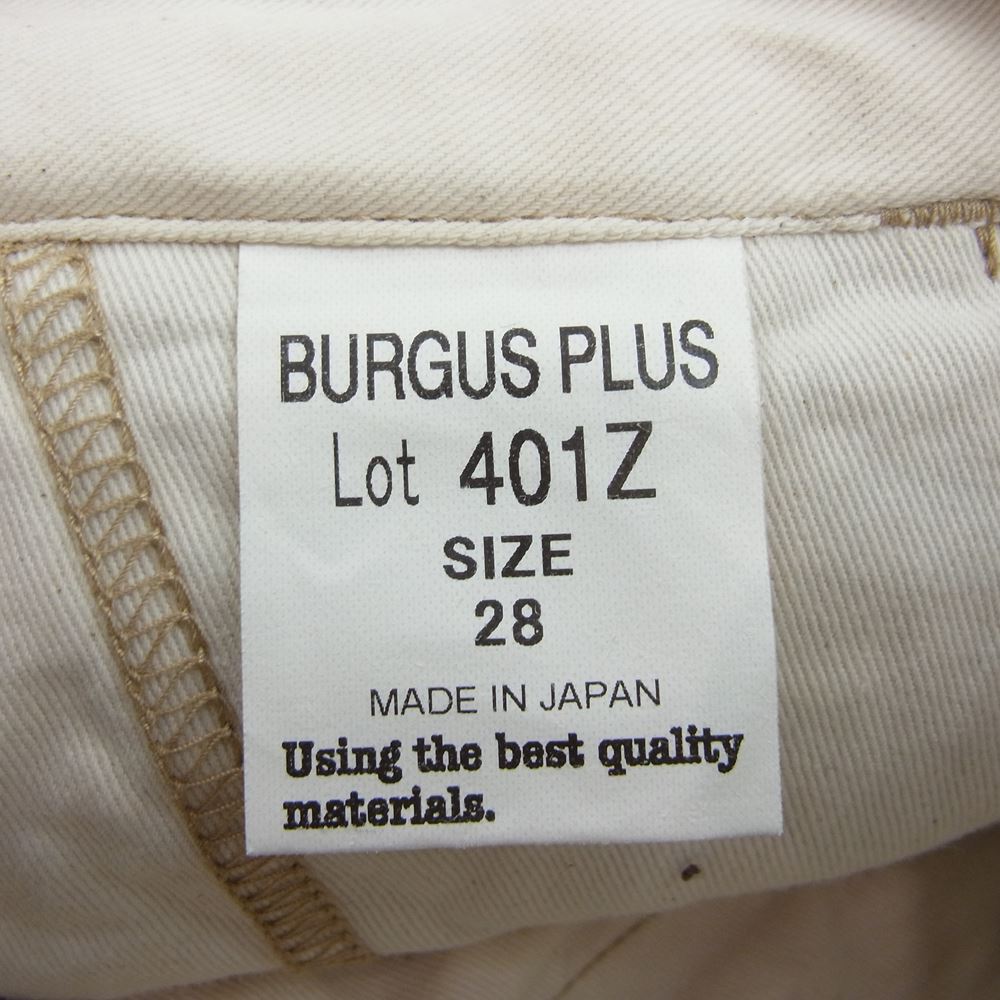 BURGUS PLUS
Lot 401Z
SIZE
28
MADE IN JAPAN
Using the best quality
materials.